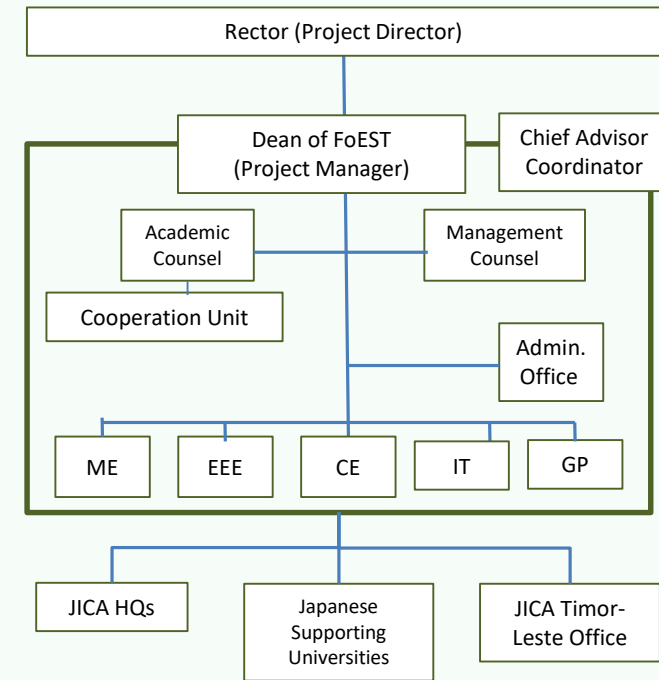 Rector (Project Director)
Dean of FoEST
(Project Manager)
Chief Advisor
Coordinator
Academic
Counsel
Management
Counsel
Cooperation Unit
Admin.
Office
ME
EEE
CE
IT
GP
JICA HQs
Japanese
Supporting
Universities
JICA Timor-
Leste Office